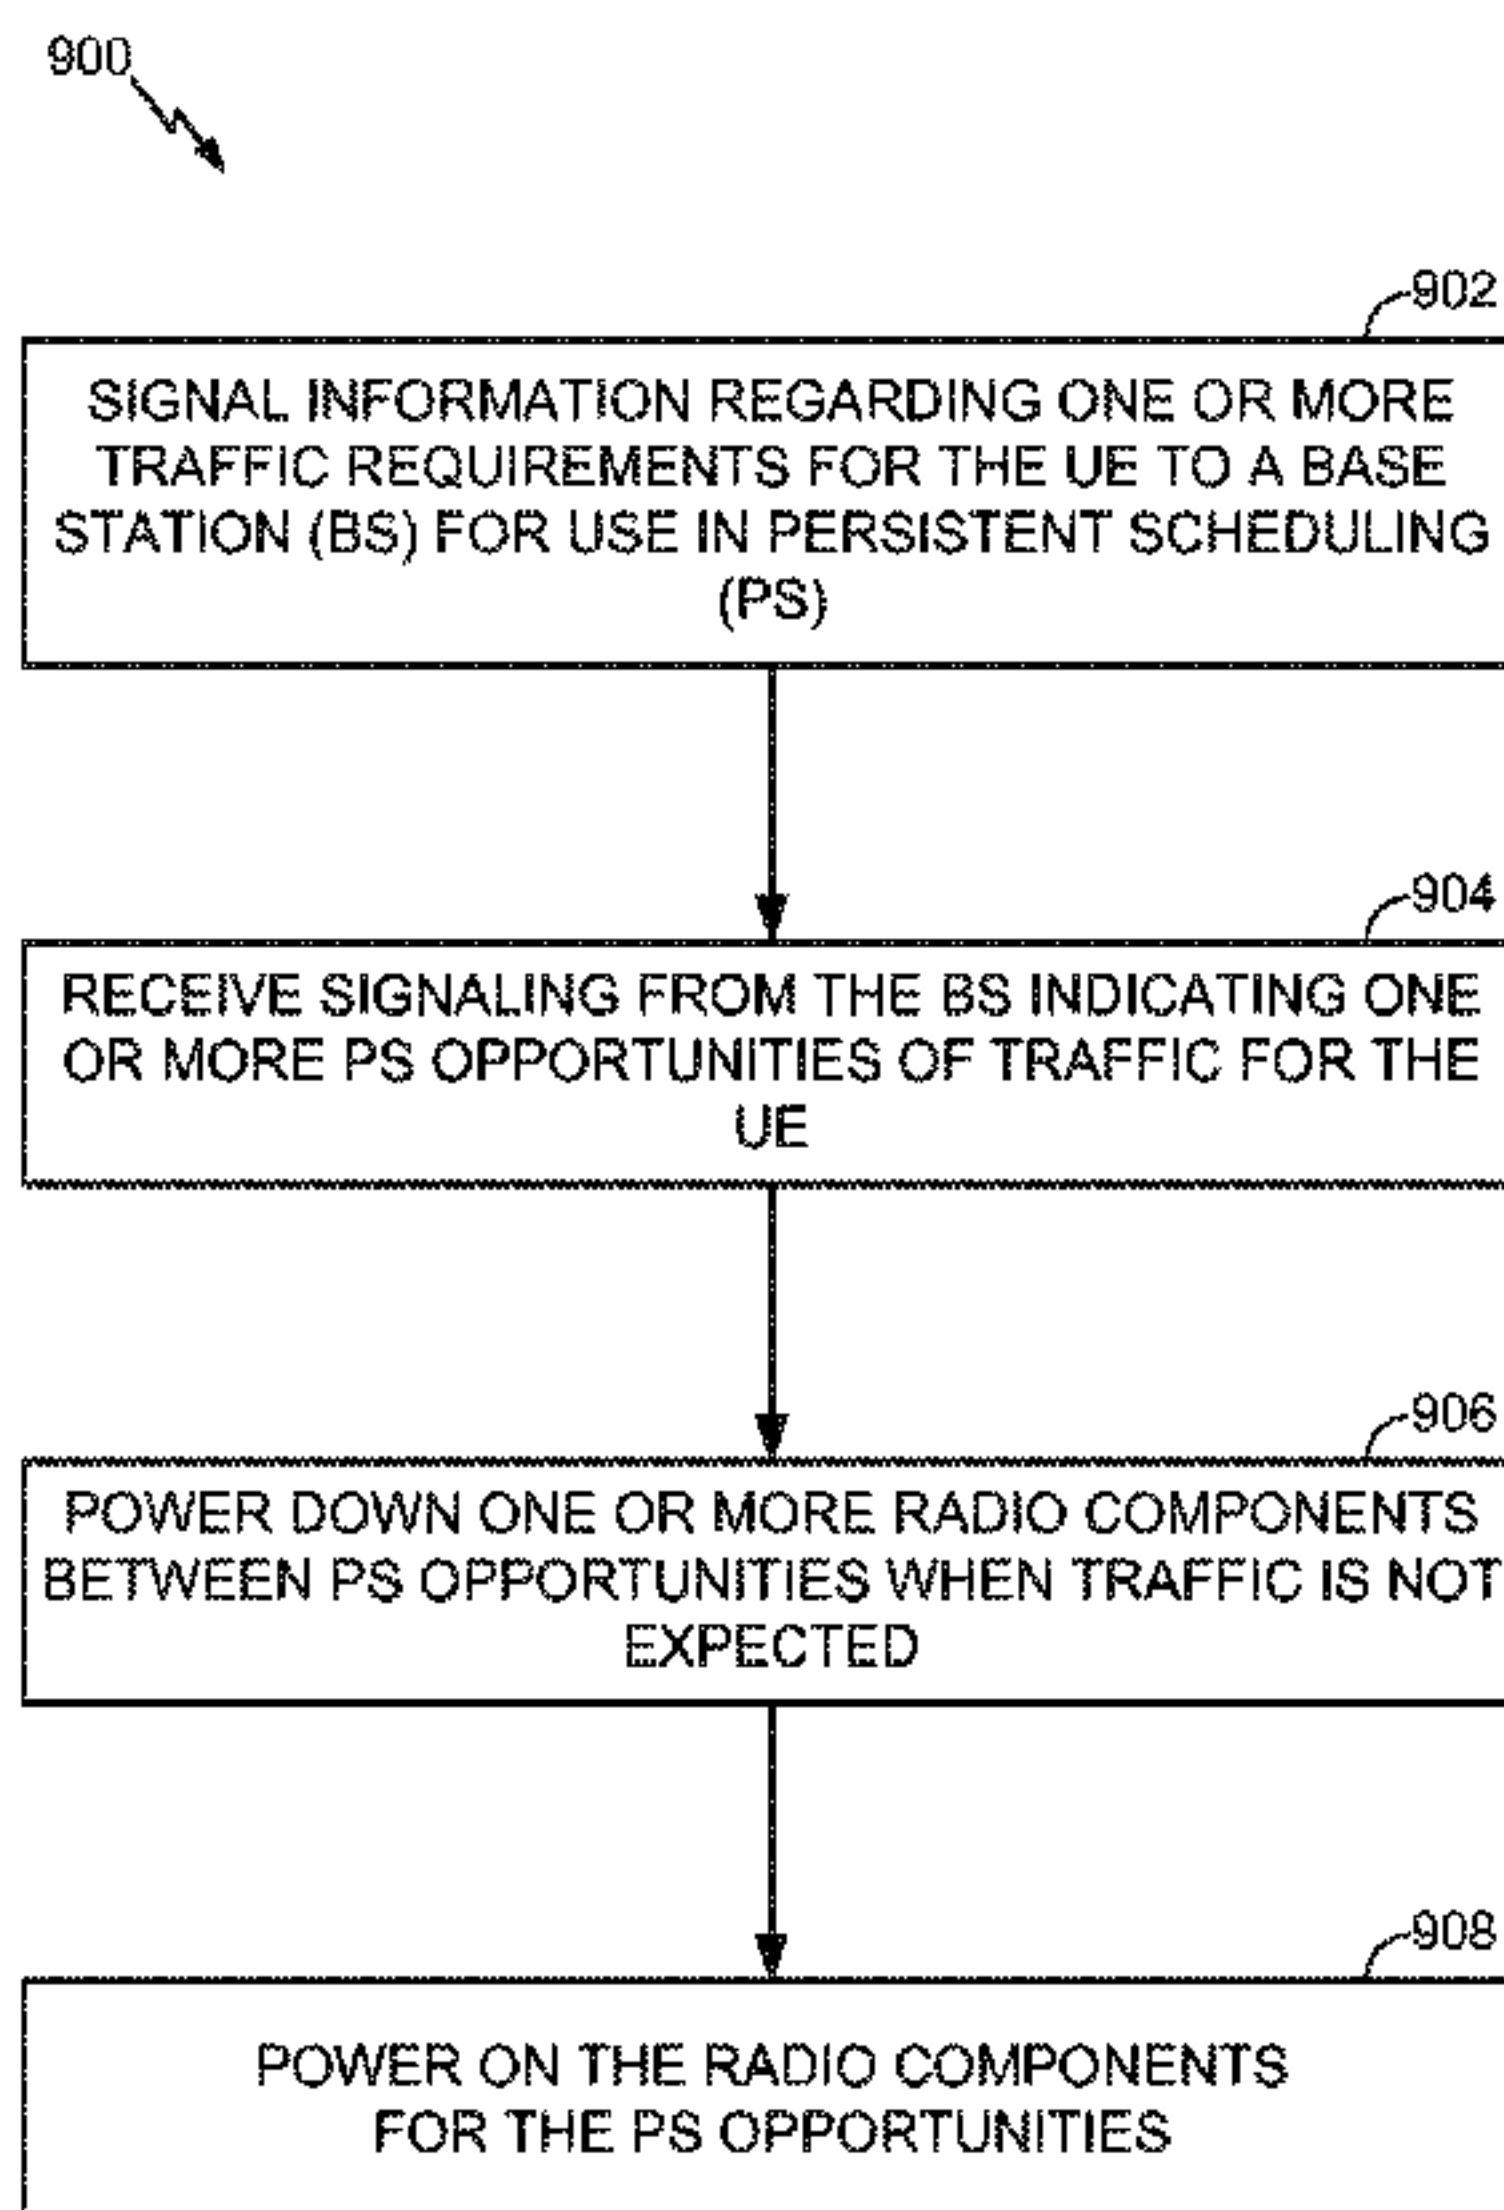 900
902
SIGNAL INFORMATION REGARDING ONE OR MORE
TRAFFIC REQUIREMENTS FOR THE UE TO A BASE
STATION (BS) FOR USE IN PERSISTENT SCHEDULING
(PS)
904
RECEIVE SIGNALING FROM THE BS INDICATING ONE
OR MORE PS OPPORTUNITIES OF TRAFFIC FOR THE
UE
906
POWER DOWN ONE OR MORE RADIO COMPONENTS
BETWEEN PS OPPORTUNITIES WHEN TRAFFIC IS NOT
EXPECTED
908
POWER ON THE RADIO COMPONENTS
FOR THE PS OPPORTUNITIES